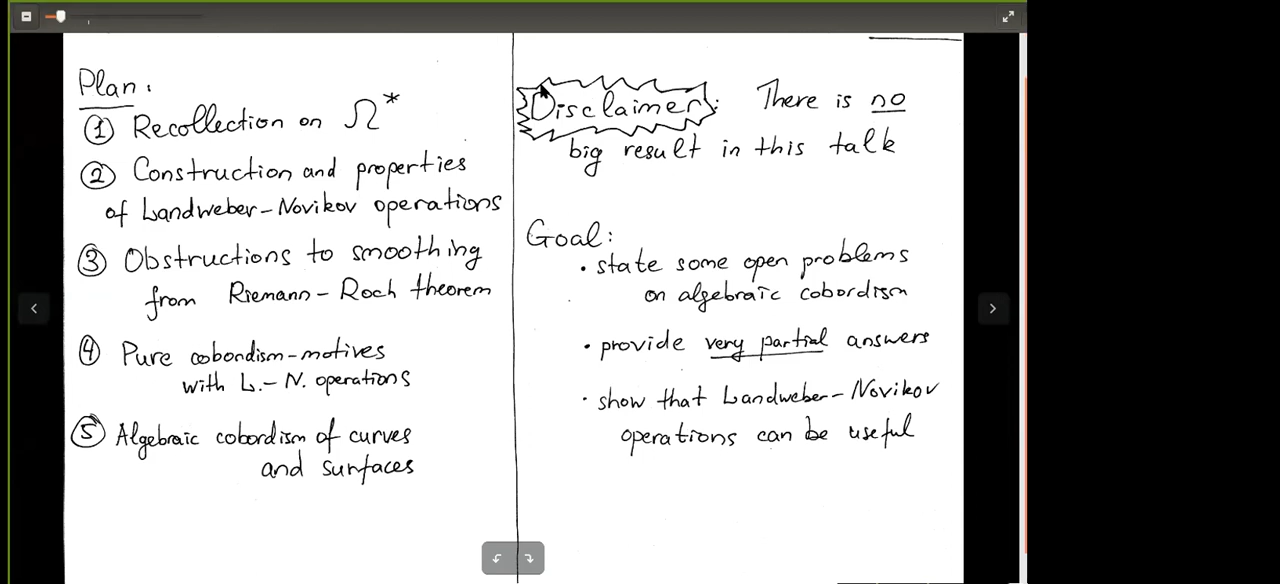 Plan:
① Recollection on Ω*
② Construction and properties
of Landweber-Novikov operations
③ Obstructions to smoothing
from Riemann-Roch theorem
④ Pure cobordism-motives
with L.-N. operations
⑤ Algebraic cobordism of curves
and surfaces
Disclaimer: There is no
big result in this talk
Goal:
· state some open problems
on algebraic cobordism
· provide very partial answers
· show that Landweber-Novikov
operations can be useful